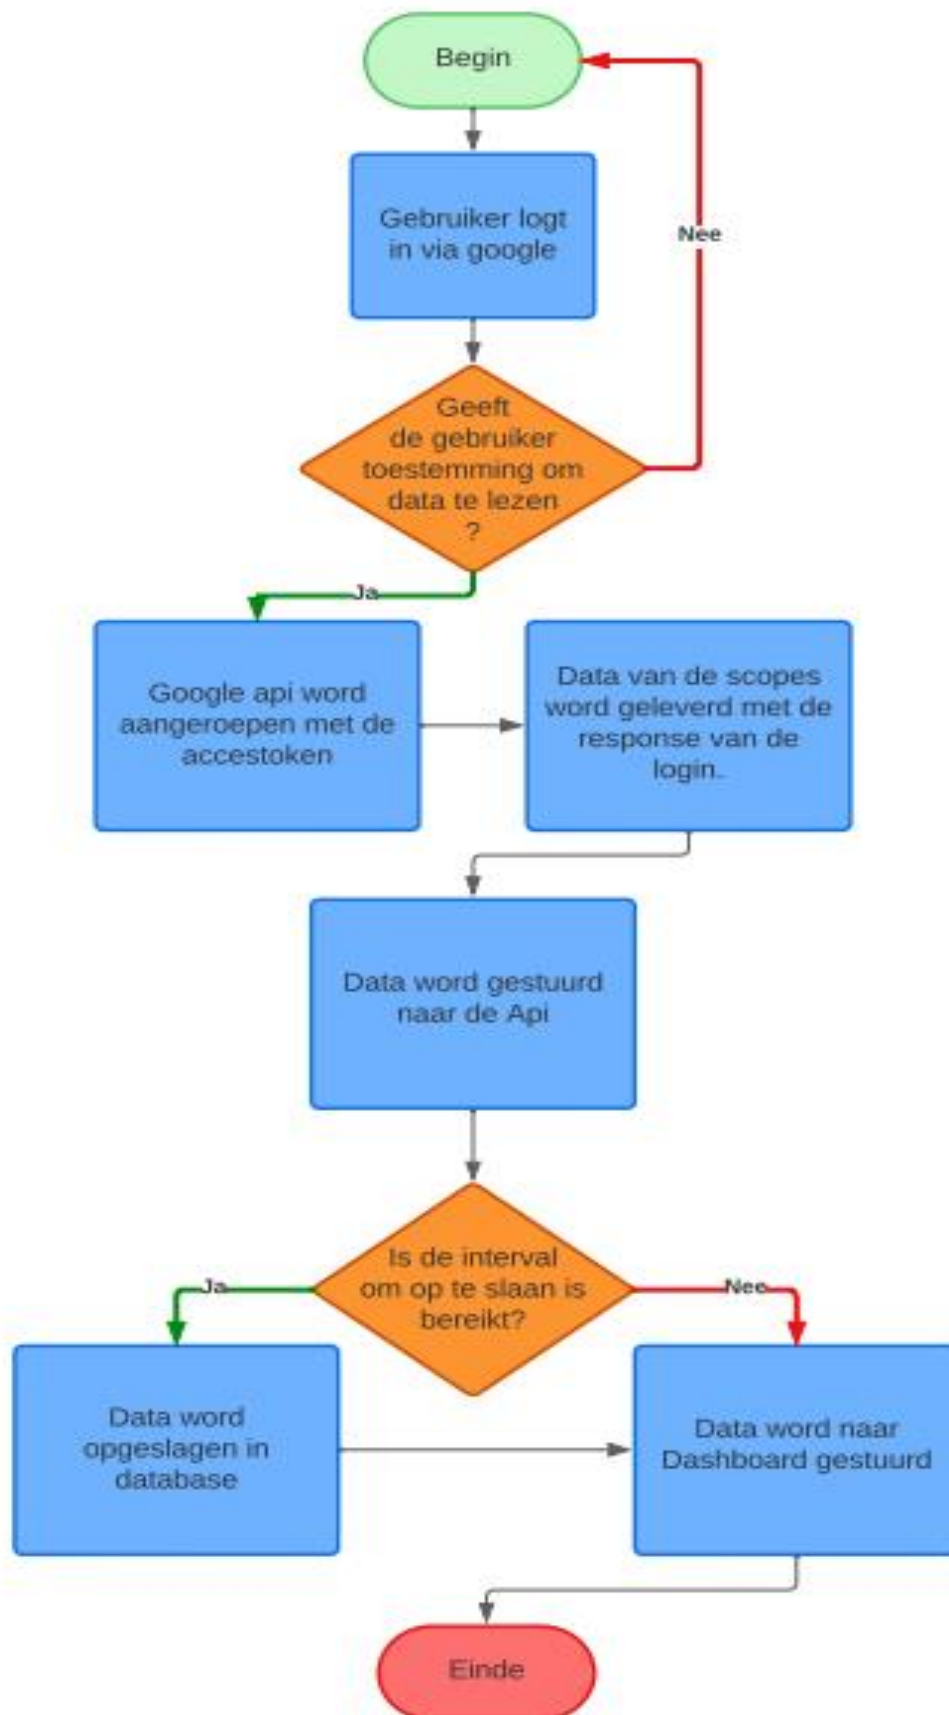 Begin
Gebruiker logt
in via google
Nee
Geeft
de gebruiker
toestemming om
data te lezen
?
Ja
Google api word
aangeroepen met de
accestoken
Data van de scopes
word geleverd met de
response van de
login.
Data word gestuurd
naar de Api
Is de interval
om op te slaan is
bereikt?
Ja
Nee
Data word
opgeslagen in
database
Data word naar
Dashboard gestuurd
Einde